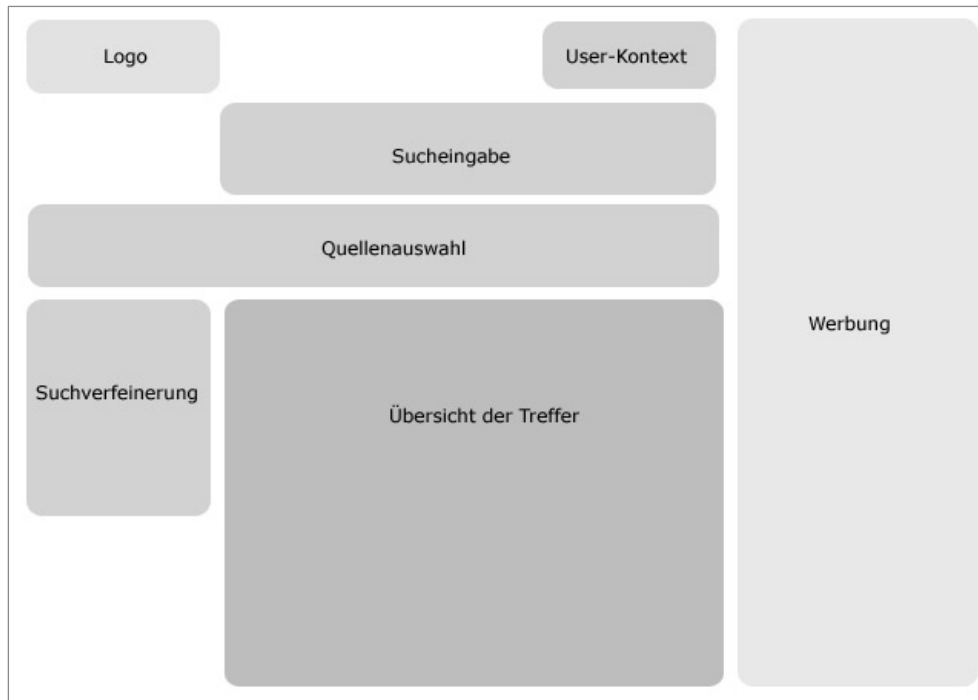 Logo
User-Kontext
Sucheingabe
Quellenauswahl
Suchverfeinerung
Übersicht der Treffer
Werbung